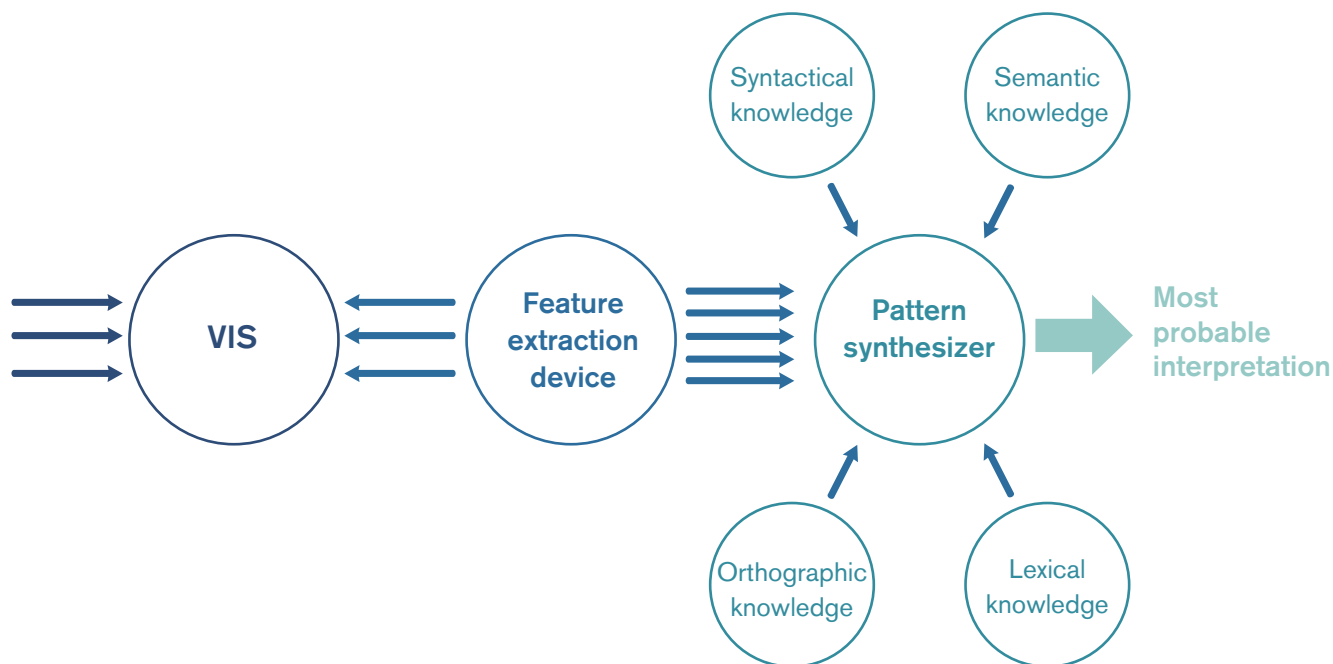 Syntactical
knowledge
Semantic
knowledge
VIS
Feature
extraction
device
Pattern
synthesizer
Most
probable
interpretation
Orthographic
knowledge
Lexical
knowledge